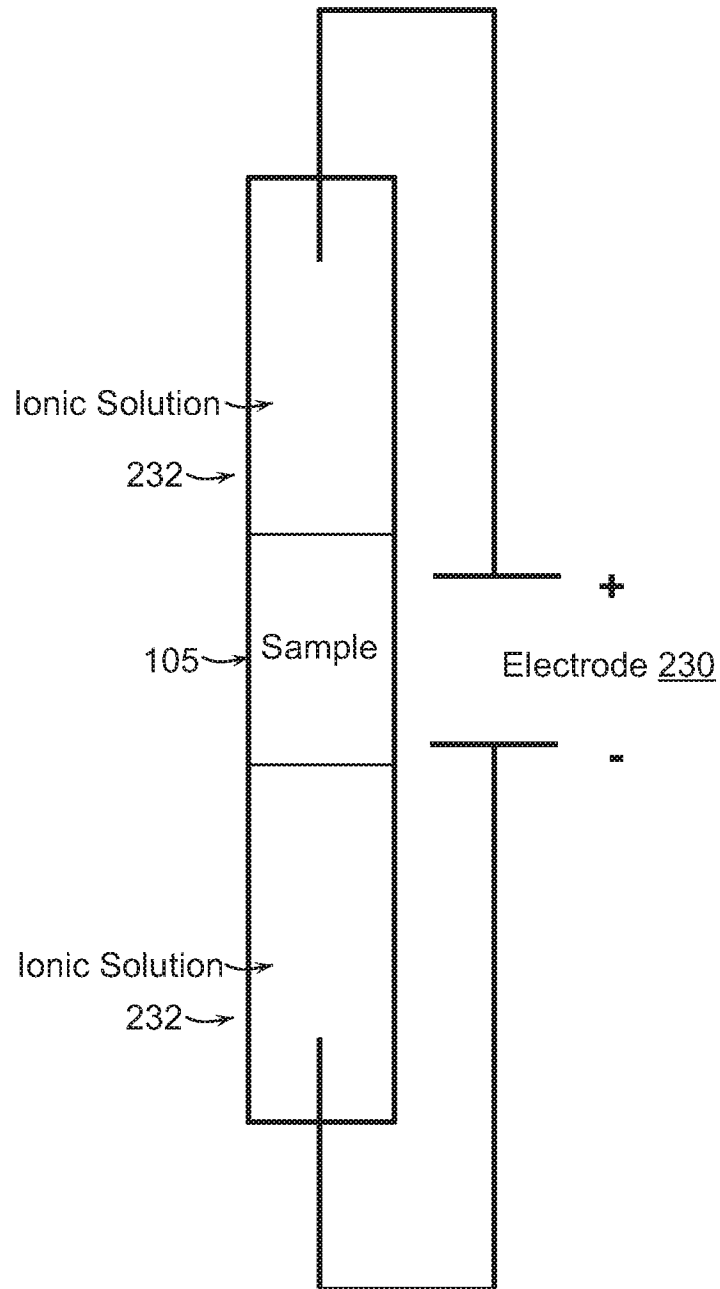 Ionic Solution
232
+
105
Sample
Electrode 230
-
Ionic Solution
232